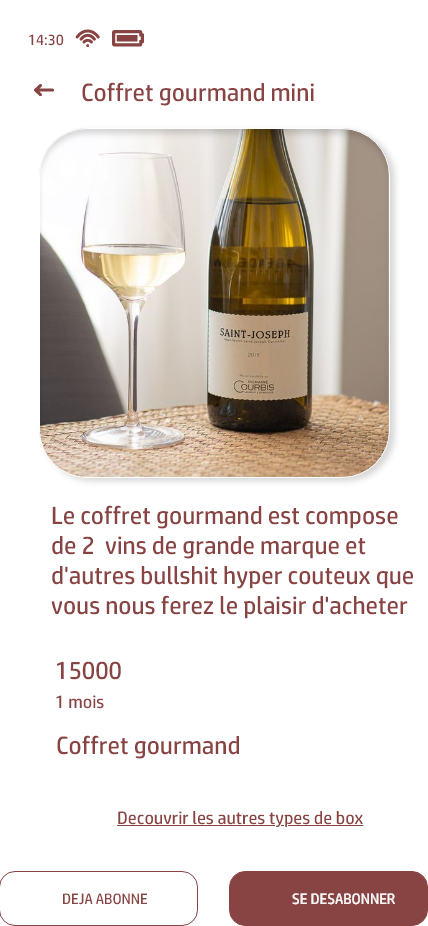 14:30
Coffret gourmand mini
SAINT-JOSEPH
DOMAINE
COURBIS
Le coffret gourmand est compose
de 2 vins de grande marque et
d'autres bullshit hyper couteux que
vous nous ferez le plaisir d'acheter
15000
1 mois
Coffret gourmand
Decouvrir les autres types de box
DEJA ABONNE
SE DESABONNER